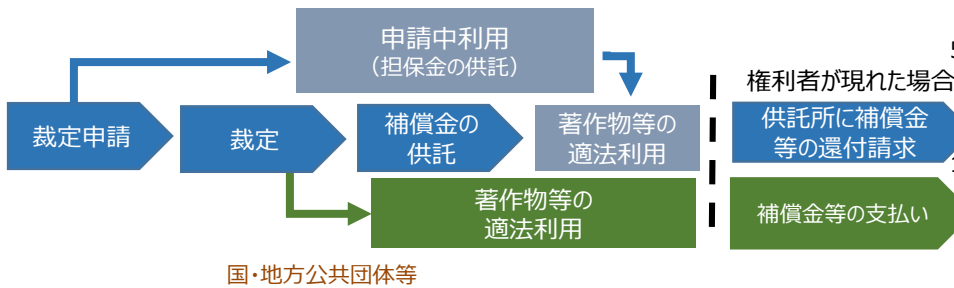 申請中利用
（担保金の供託）
権利者が現れた場合
裁定申請
裁定
補償金の
供託
著作物等の
適法利用
供託所に補償金
等の還付請求
著作物等の
適法利用
補償金等の支払い
国・地方公共団体等